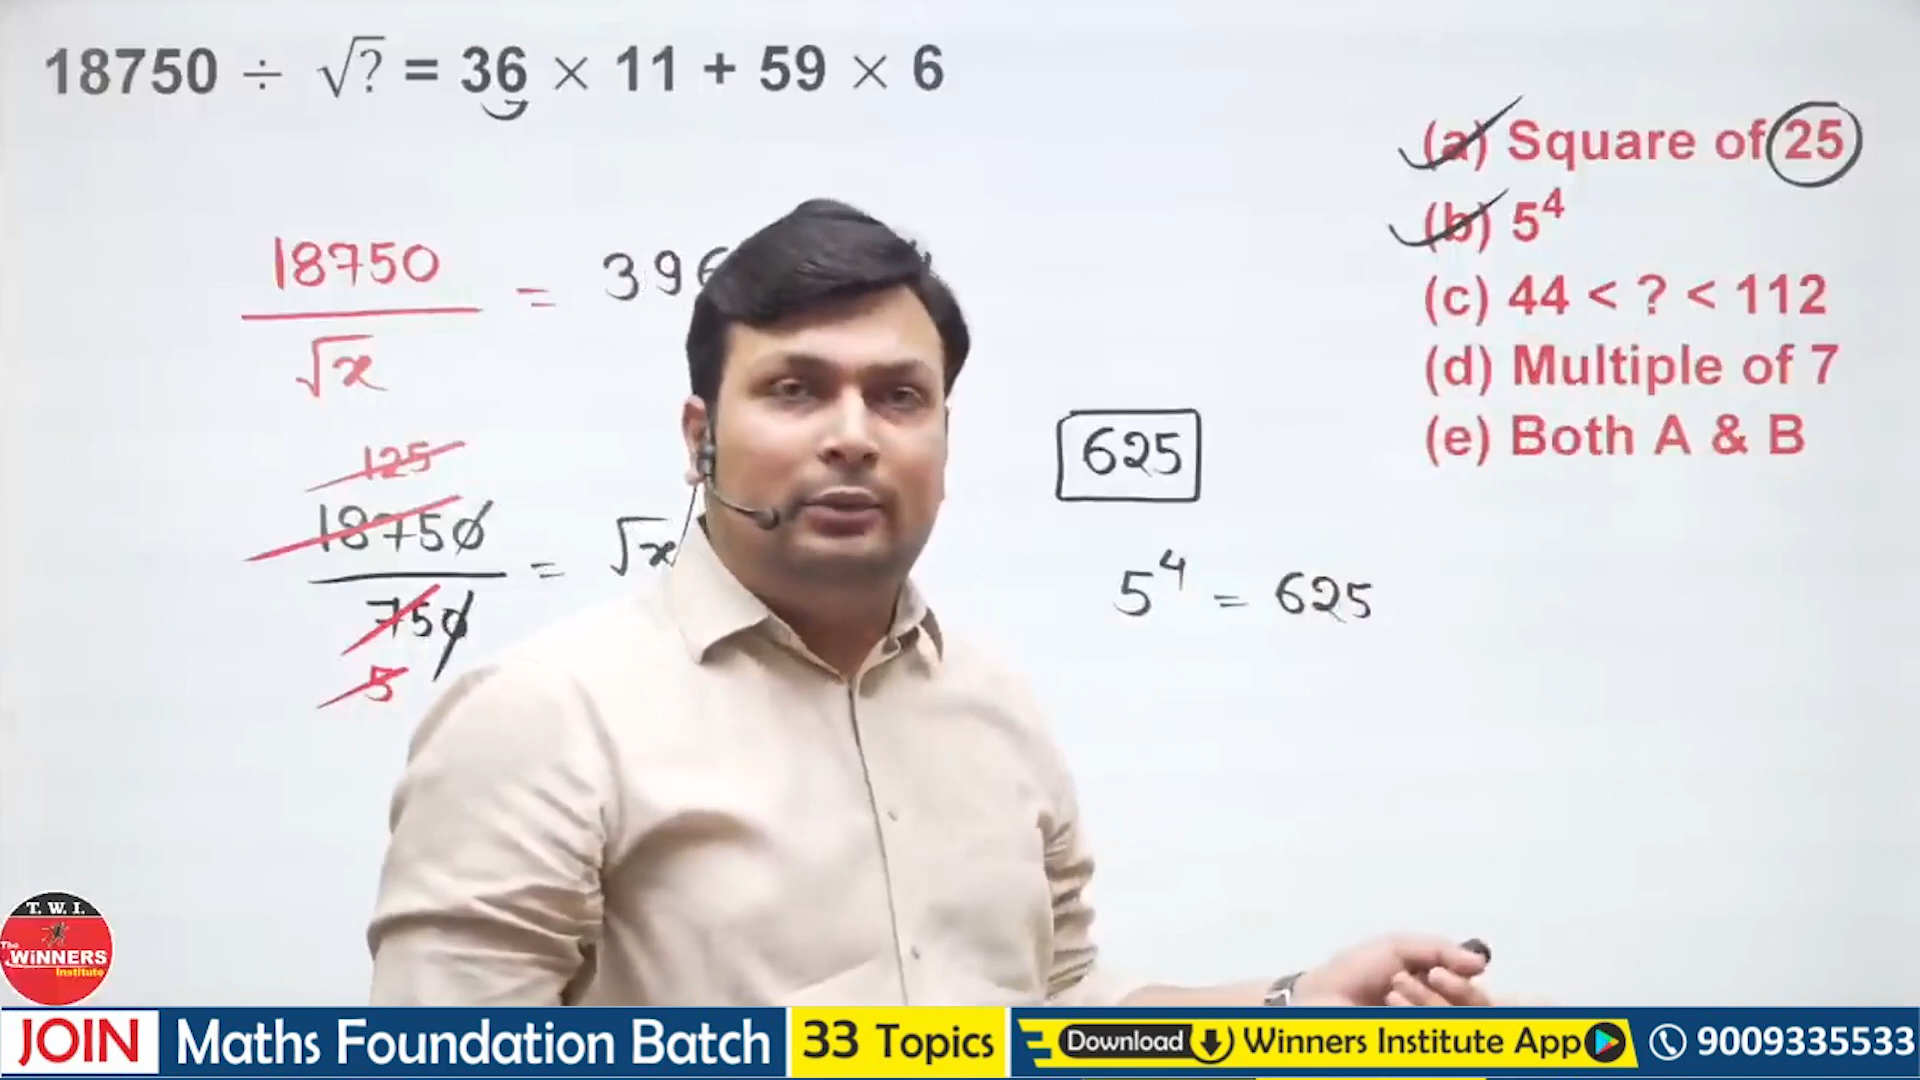 18750 ÷ √? = 36 × 11 + 59 × 6
(a) Square of 25
(b) 5⁴
(c) 44 < ? < 112
(d) Multiple of 7
(e) Both A & B
18750
√x
= 396
125
18750
750
5
= √x
625
5⁴ = 625
T. W. I.
The
WiNNERS
Institute
JOIN Maths Foundation Batch 33 Topics Download Winners Institute App 9009335533